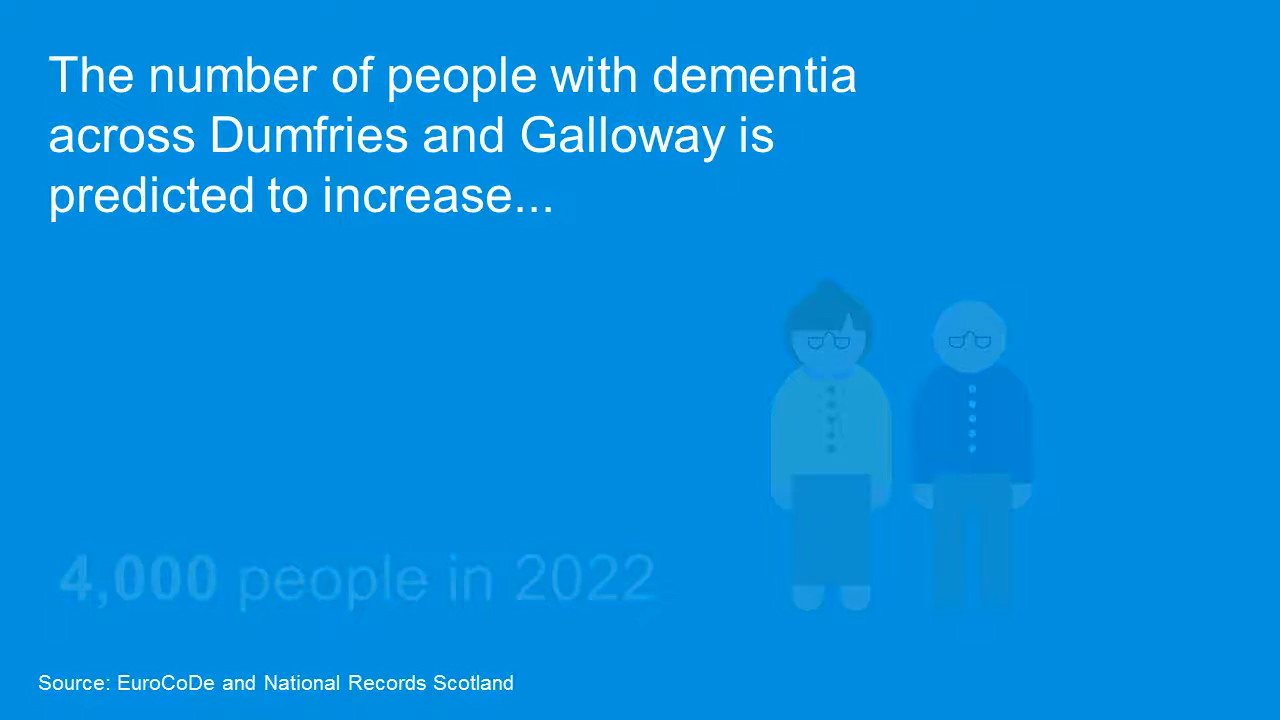 The number of people with dementia
across Dumfries and Galloway is
predicted to increase...
4,000 people in 2022
Source: EuroCoDe and National Records Scotland